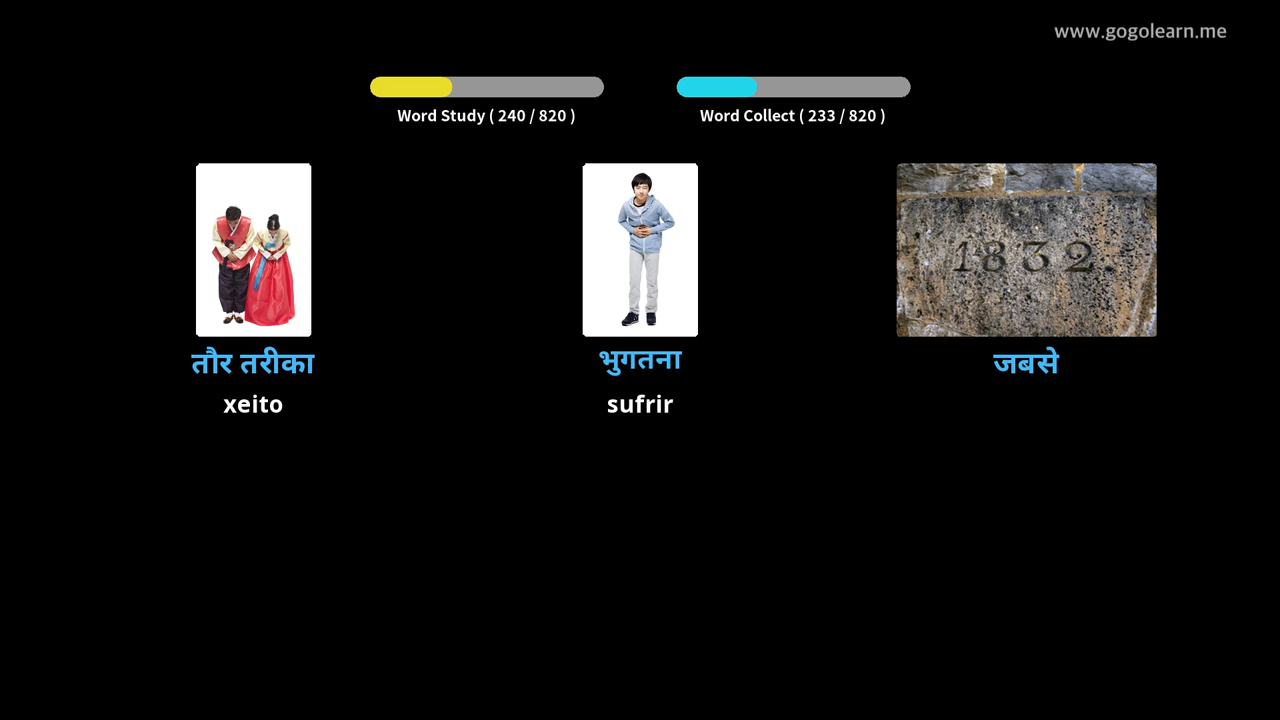 www.gogolearn.me
Word Study ( 240 / 820 )
Word Collect ( 233 / 820 )
1832.
तौर तरीका
भुगतना
जबसे
xeito
sufrir